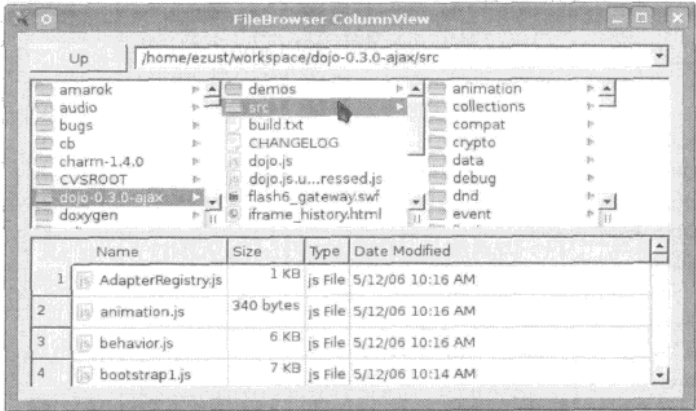 FileBrowser ColumnView
Up /home/ezust/workspace/dojo-0.3.0-ajax/src
amarok
audio
bugs
cb
charm-1.4.0
CVSROOT
dojo-0.3.0-ajax
doxygen
demos
src
build.txt
CHANGELOG
dojo.js
dojo.js.u...ressed.js
flash6_gateway.swf
iframe_history.html
animation
collections
compat
crypto
data
debug
dnd
event
Name Size Type Date Modified
1 js AdapterRegistry.js 1 KB js File 5/12/06 10:16 AM
2 js animation.js 340 bytes js File 5/12/06 10:16 AM
3 js behavior.js 6 KB js File 5/12/06 10:16 AM
4 js bootstrap1.js 7 KB js File 5/12/06 10:14 AM